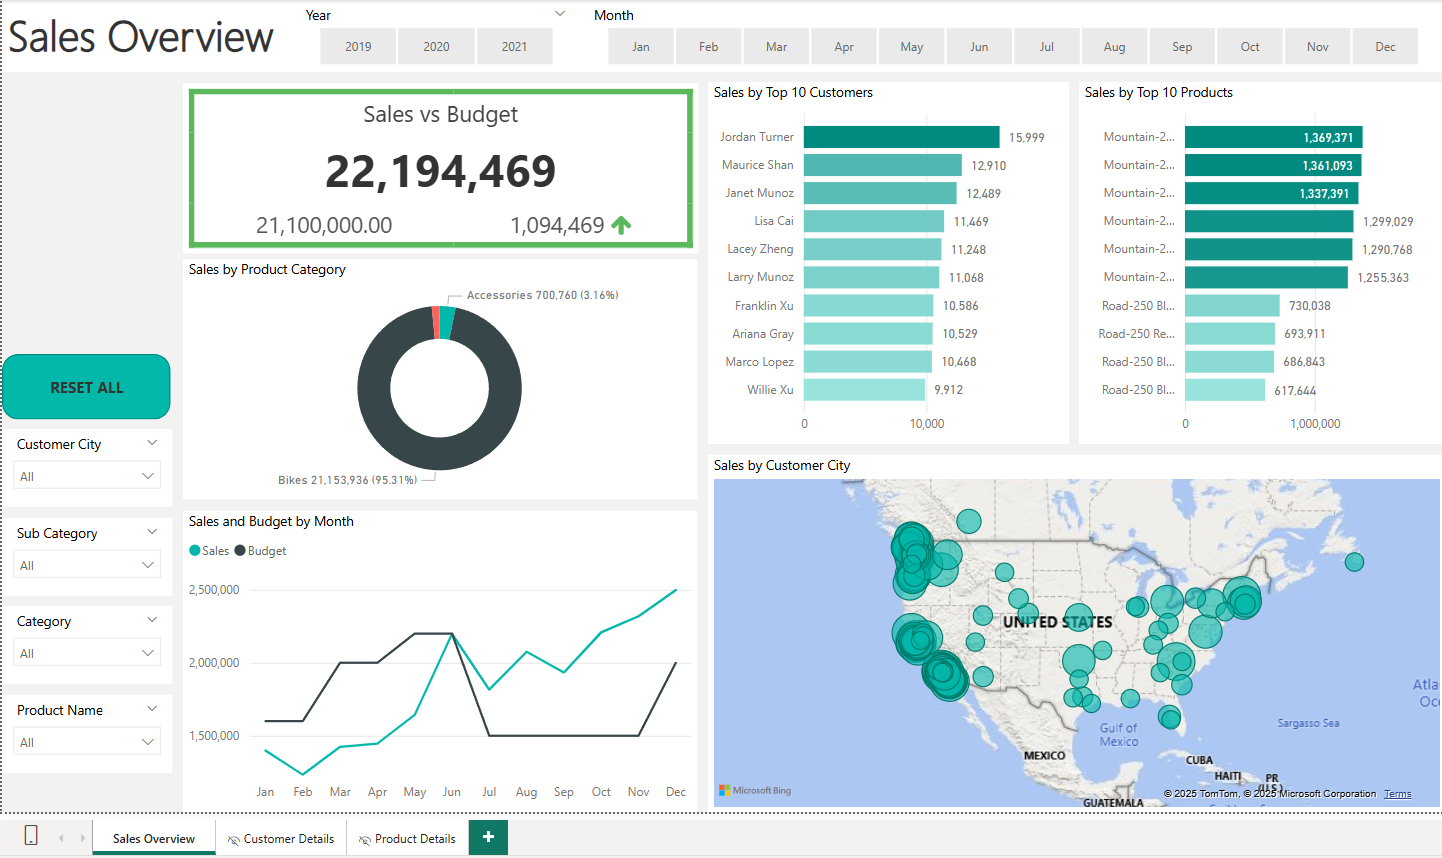 Sales Overview
Year
2019 2020 2021
Month
Jan Feb Mar Apr May Jun Jul Aug Sep Oct Nov Dec
Sales vs Budget
22,194,469
21,100,000.00 1,094,469
Sales by Product Category
Accessories 700,760 (3.16%)
Bikes 21,153,936 (95.31%)
Sales and Budget by Month
Sales Budget
2,500,000
2,000,000
1,500,000
Jan Feb Mar Apr May Jun Jul Aug Sep Oct Nov Dec
Sales by Top 10 Customers
Jordan Turner 15,999
Maurice Shan 12,910
Janet Munoz 12,489
Lisa Cai 11,469
Lacey Zheng 11,248
Larry Munoz 11,068
Franklin Xu 10,586
Ariana Gray 10,529
Marco Lopez 10,468
Willie Xu 9,912
0 10,000
Sales by Top 10 Products
Mountain-2... 1,369,371
Mountain-2... 1,361,093
Mountain-2... 1,337,391
Mountain-2... 1,299,029
Mountain-2... 1,290,768
Mountain-2... 1,255,363
Road-250 Bl... 730,038
Road-250 Re... 693,911
Road-250 Bl... 686,843
Road-250 Bl... 617,644
0 1,000,000
Sales by Customer City
UNITED STATES
Gulf of
Mexico
Sargasso Sea
MEXICO
CUBA
HAITI
PR
(U.S.)
GUATEMALA
Microsoft Bing
© 2025 TomTom, © 2025 Microsoft Corporation Terms
RESET ALL
Customer City
All
Sub Category
All
Category
All
Product Name
All
Sales Overview Customer Details Product Details +